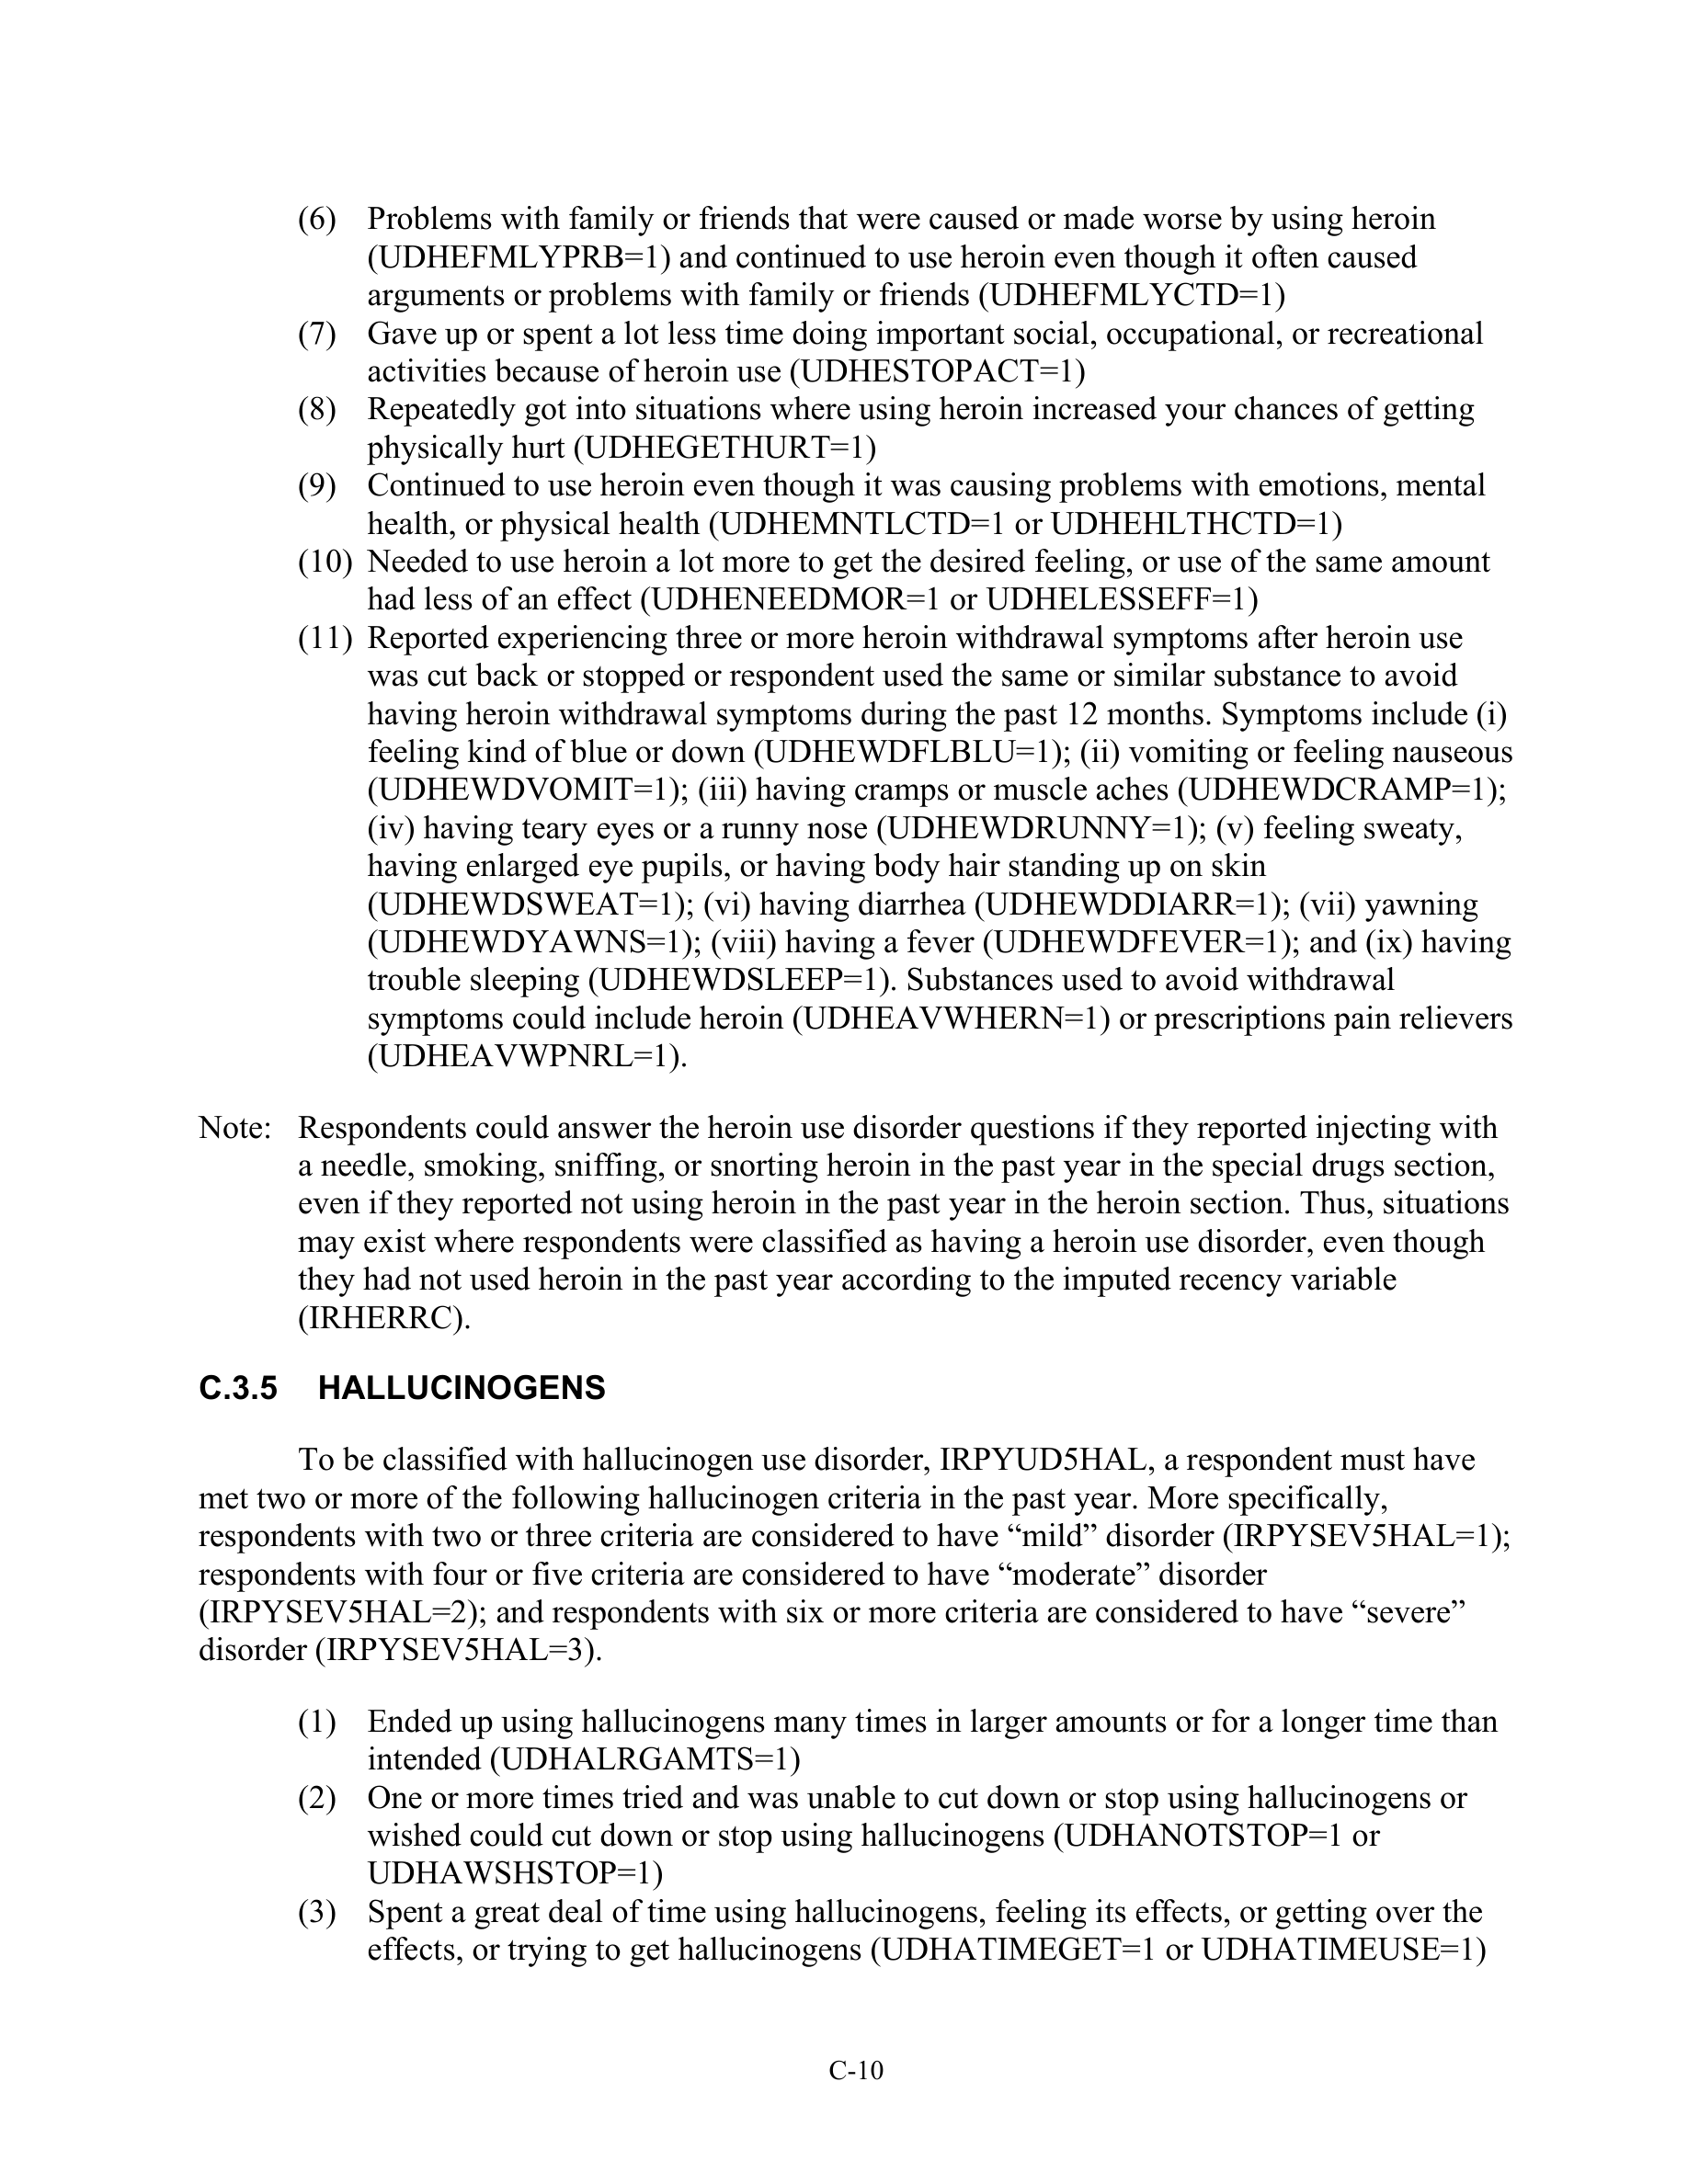 (6) Problems with family or friends that were caused or made worse by using heroin
(UDHEFMLYPRB=1) and continued to use heroin even though it often caused
arguments or problems with family or friends (UDHEFMLYCTD=1)
(7) Gave up or spent a lot less time doing important social, occupational, or recreational
activities because of heroin use (UDHESTOPACT=1)
(8) Repeatedly got into situations where using heroin increased your chances of getting
physically hurt (UDHEGETHURT=1)
(9) Continued to use heroin even though it was causing problems with emotions, mental
health, or physical health (UDHEMNTLCTD=1 or UDHEHLTHCTD=1)
(10) Needed to use heroin a lot more to get the desired feeling, or use of the same amount
had less of an effect (UDHENEEDMOR=1 or UDHELESSEFF=1)
(11) Reported experiencing three or more heroin withdrawal symptoms after heroin use
was cut back or stopped or respondent used the same or similar substance to avoid
having heroin withdrawal symptoms during the past 12 months. Symptoms include (i)
feeling kind of blue or down (UDHEWDFLBLU=1); (ii) vomiting or feeling nauseous
(UDHEWDVOMIT=1); (iii) having cramps or muscle aches (UDHEWDCRAMP=1);
(iv) having teary eyes or a runny nose (UDHEWDRUNNY=1); (v) feeling sweaty,
having enlarged eye pupils, or having body hair standing up on skin
(UDHEWDSWEAT=1); (vi) having diarrhea (UDHEWDDIARR=1); (vii) yawning
(UDHEWDYAWNS=1); (viii) having a fever (UDHEWDFEVER=1); and (ix) having
trouble sleeping (UDHEWDSLEEP=1). Substances used to avoid withdrawal
symptoms could include heroin (UDHEAVWHERN=1) or prescriptions pain relievers
(UDHEAVWPNRL=1).
Note: Respondents could answer the heroin use disorder questions if they reported injecting with
a needle, smoking, sniffing, or snorting heroin in the past year in the special drugs section,
even if they reported not using heroin in the past year in the heroin section. Thus, situations
may exist where respondents were classified as having a heroin use disorder, even though
they had not used heroin in the past year according to the imputed recency variable
(IRHERRC).
C.3.5 HALLUCINOGENS
To be classified with hallucinogen use disorder, IRPYUD5HAL, a respondent must have
met two or more of the following hallucinogen criteria in the past year. More specifically,
respondents with two or three criteria are considered to have “mild” disorder (IRPYSEV5HAL=1);
respondents with four or five criteria are considered to have “moderate” disorder
(IRPYSEV5HAL=2); and respondents with six or more criteria are considered to have “severe”
disorder (IRPYSEV5HAL=3).
(1) Ended up using hallucinogens many times in larger amounts or for a longer time than
intended (UDHALRGAMTS=1)
(2) One or more times tried and was unable to cut down or stop using hallucinogens or
wished could cut down or stop using hallucinogens (UDHANOTSTOP=1 or
UDHAWSHSTOP=1)
(3) Spent a great deal of time using hallucinogens, feeling its effects, or getting over the
effects, or trying to get hallucinogens (UDHATIMEGET=1 or UDHATIMEUSE=1)
C-10